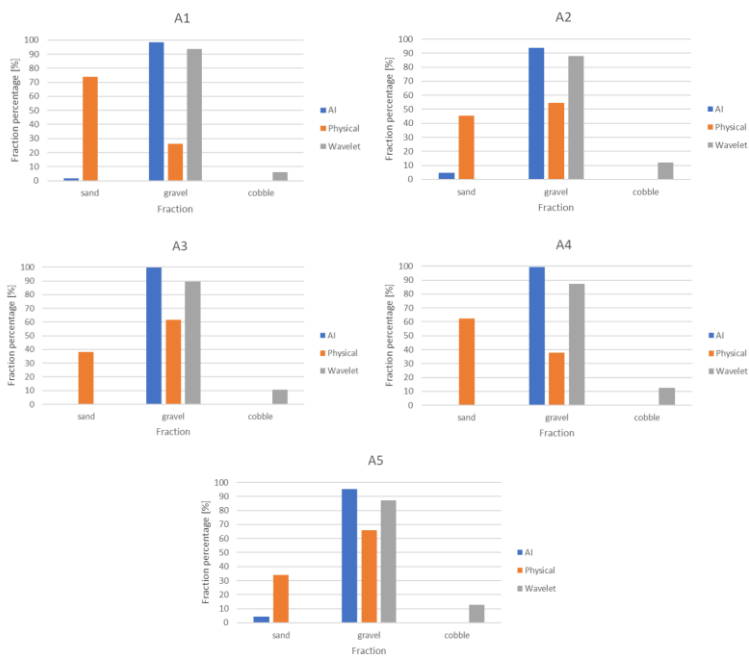 A1
Fraction percentage [%]
100
90
80
70
60
50
40
30
20
10
0
sand gravel cobble
Fraction
AI
Physical
Wavelet
A2
Fraction percentage [%]
100
90
80
70
60
50
40
30
20
10
0
sand gravel cobble
Fraction
AI
Physical
Wavelet
A3
Fraction percentage [%]
100
90
80
70
60
50
40
30
20
10
0
sand gravel cobble
Fraction
AI
Physical
Wavelet
A4
Fraction percentage [%]
100
90
80
70
60
50
40
30
20
10
0
sand gravel cobble
Fraction
AI
Physical
Wavelet
A5
Fraction percentage [%]
100
90
80
70
60
50
40
30
20
10
0
sand gravel cobble
Fraction
AI
Physical
Wavelet